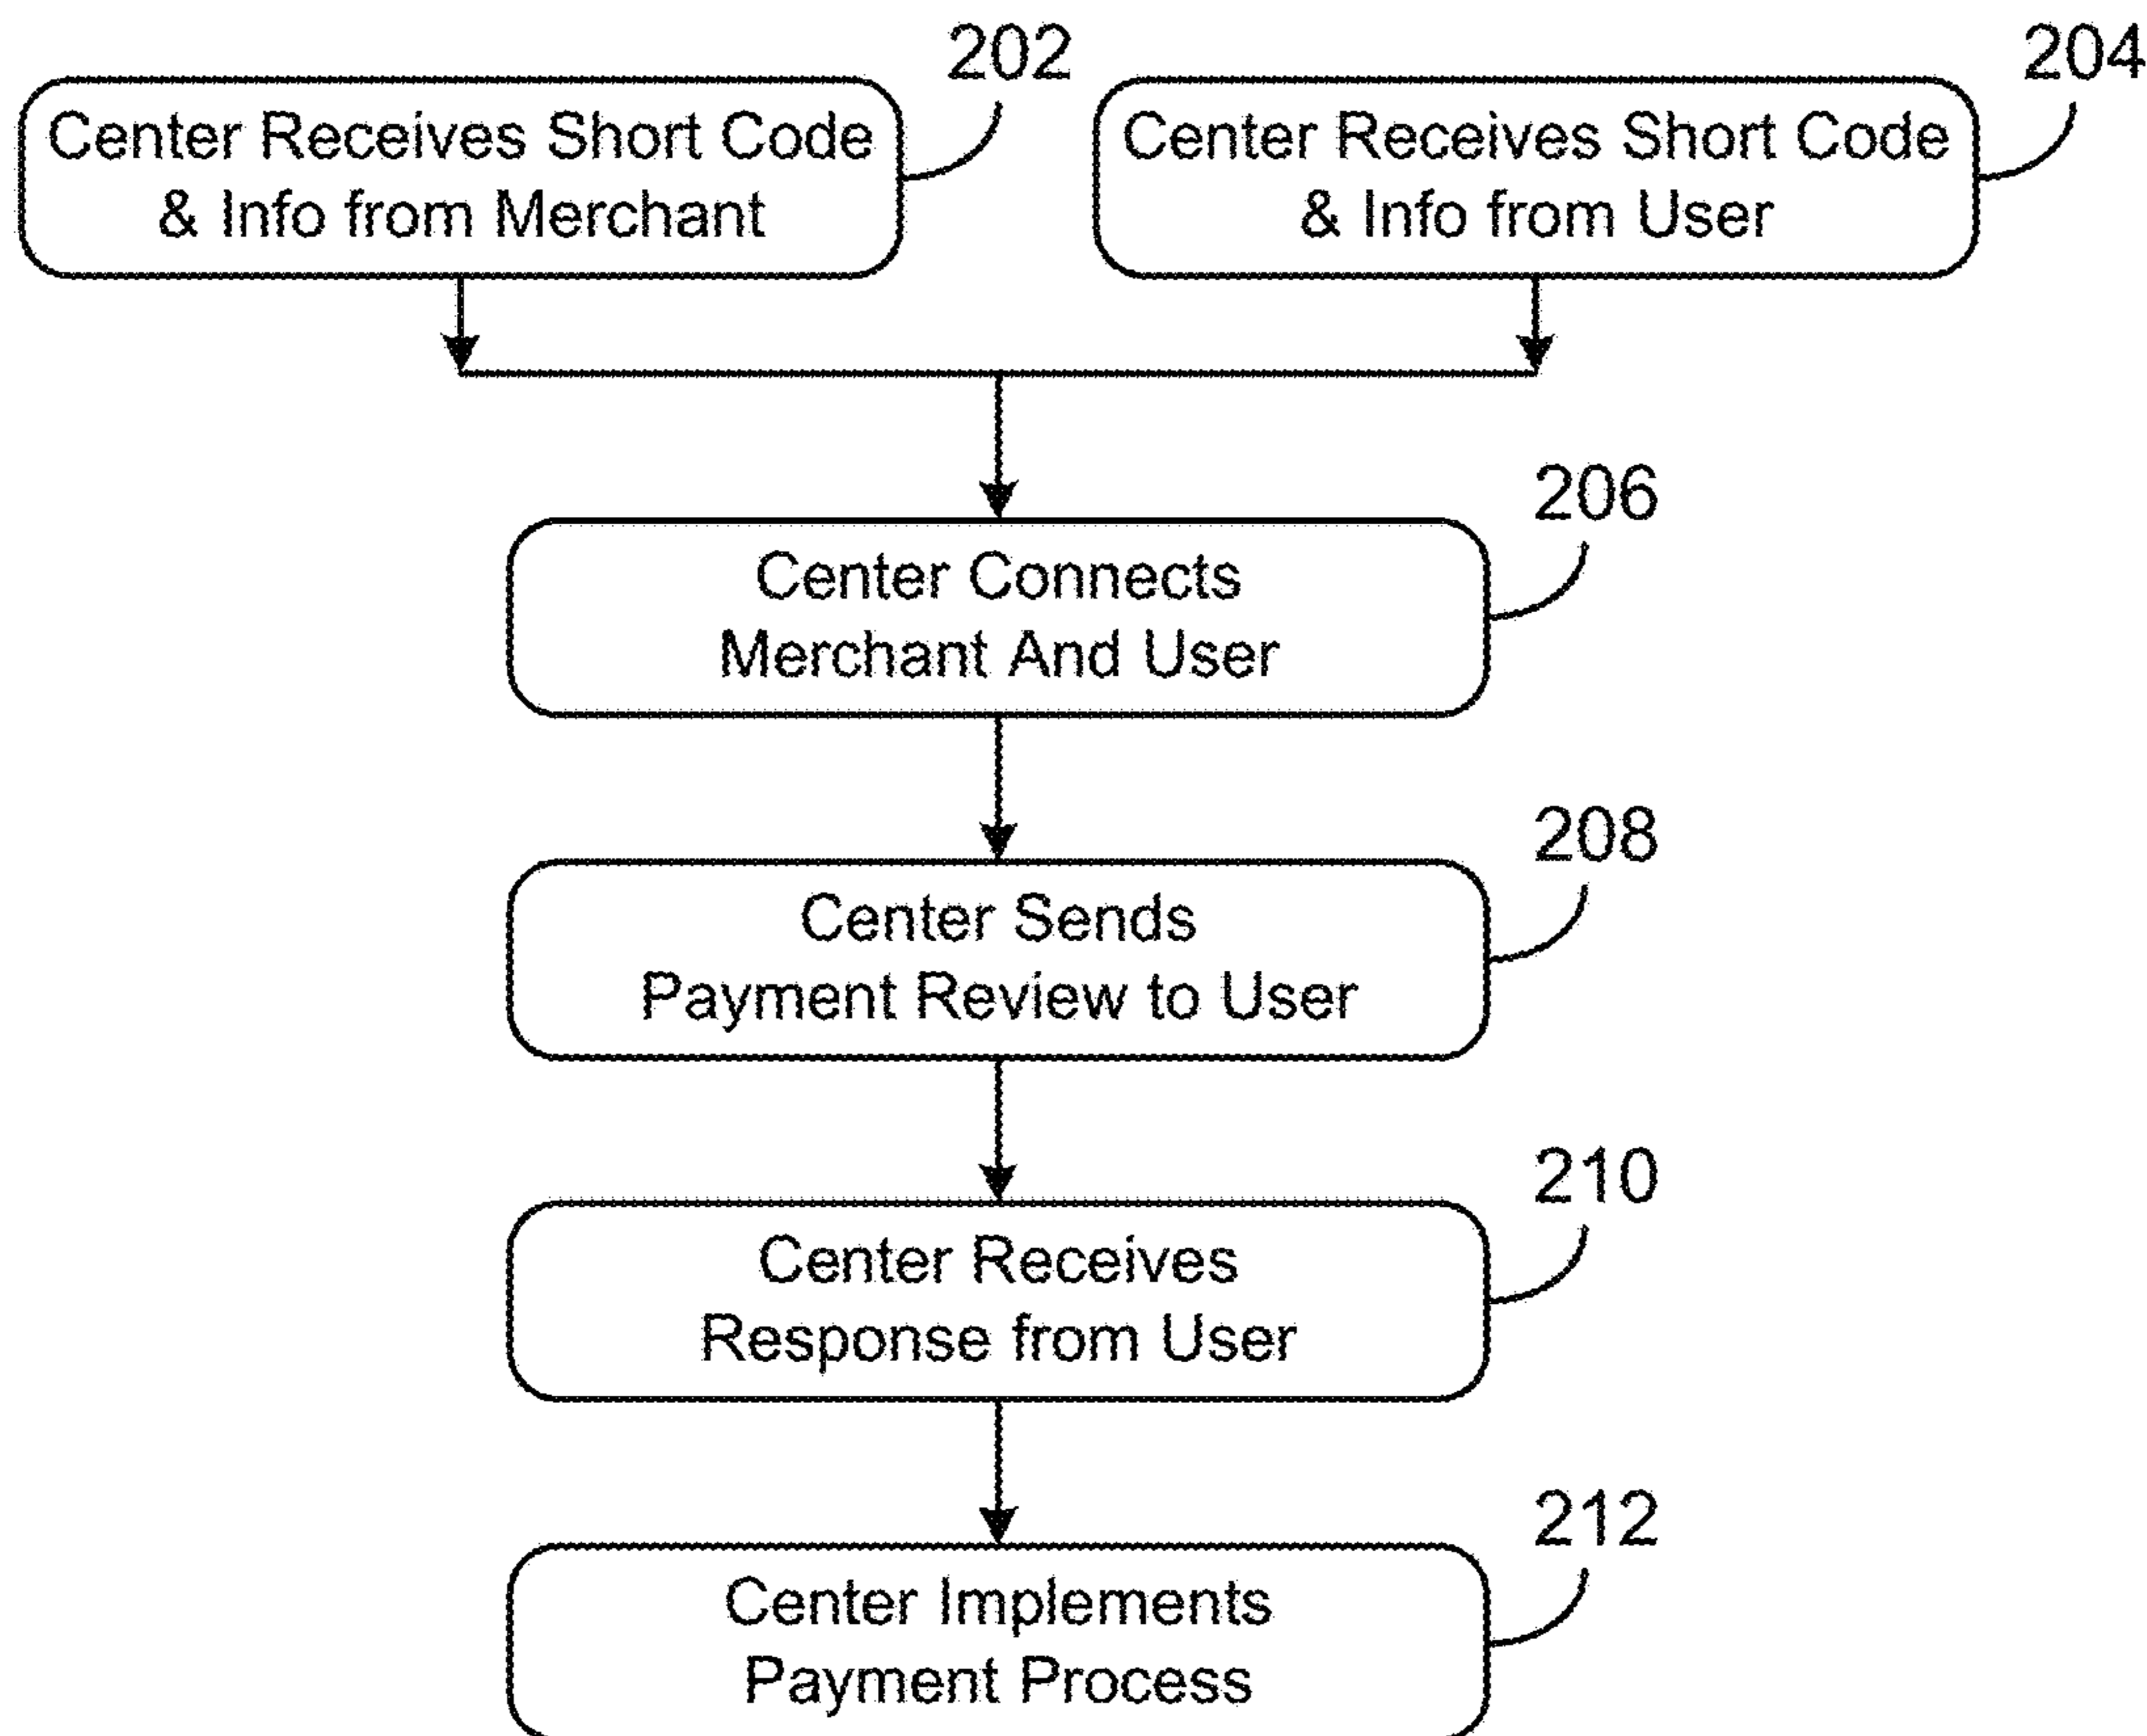 202
Center Receives Short Code
& Info from Merchant
204
Center Receives Short Code
& Info from User
206
Center Connects
Merchant And User
208
Center Sends
Payment Review to User
210
Center Receives
Response from User
212
Center Implements
Payment Process